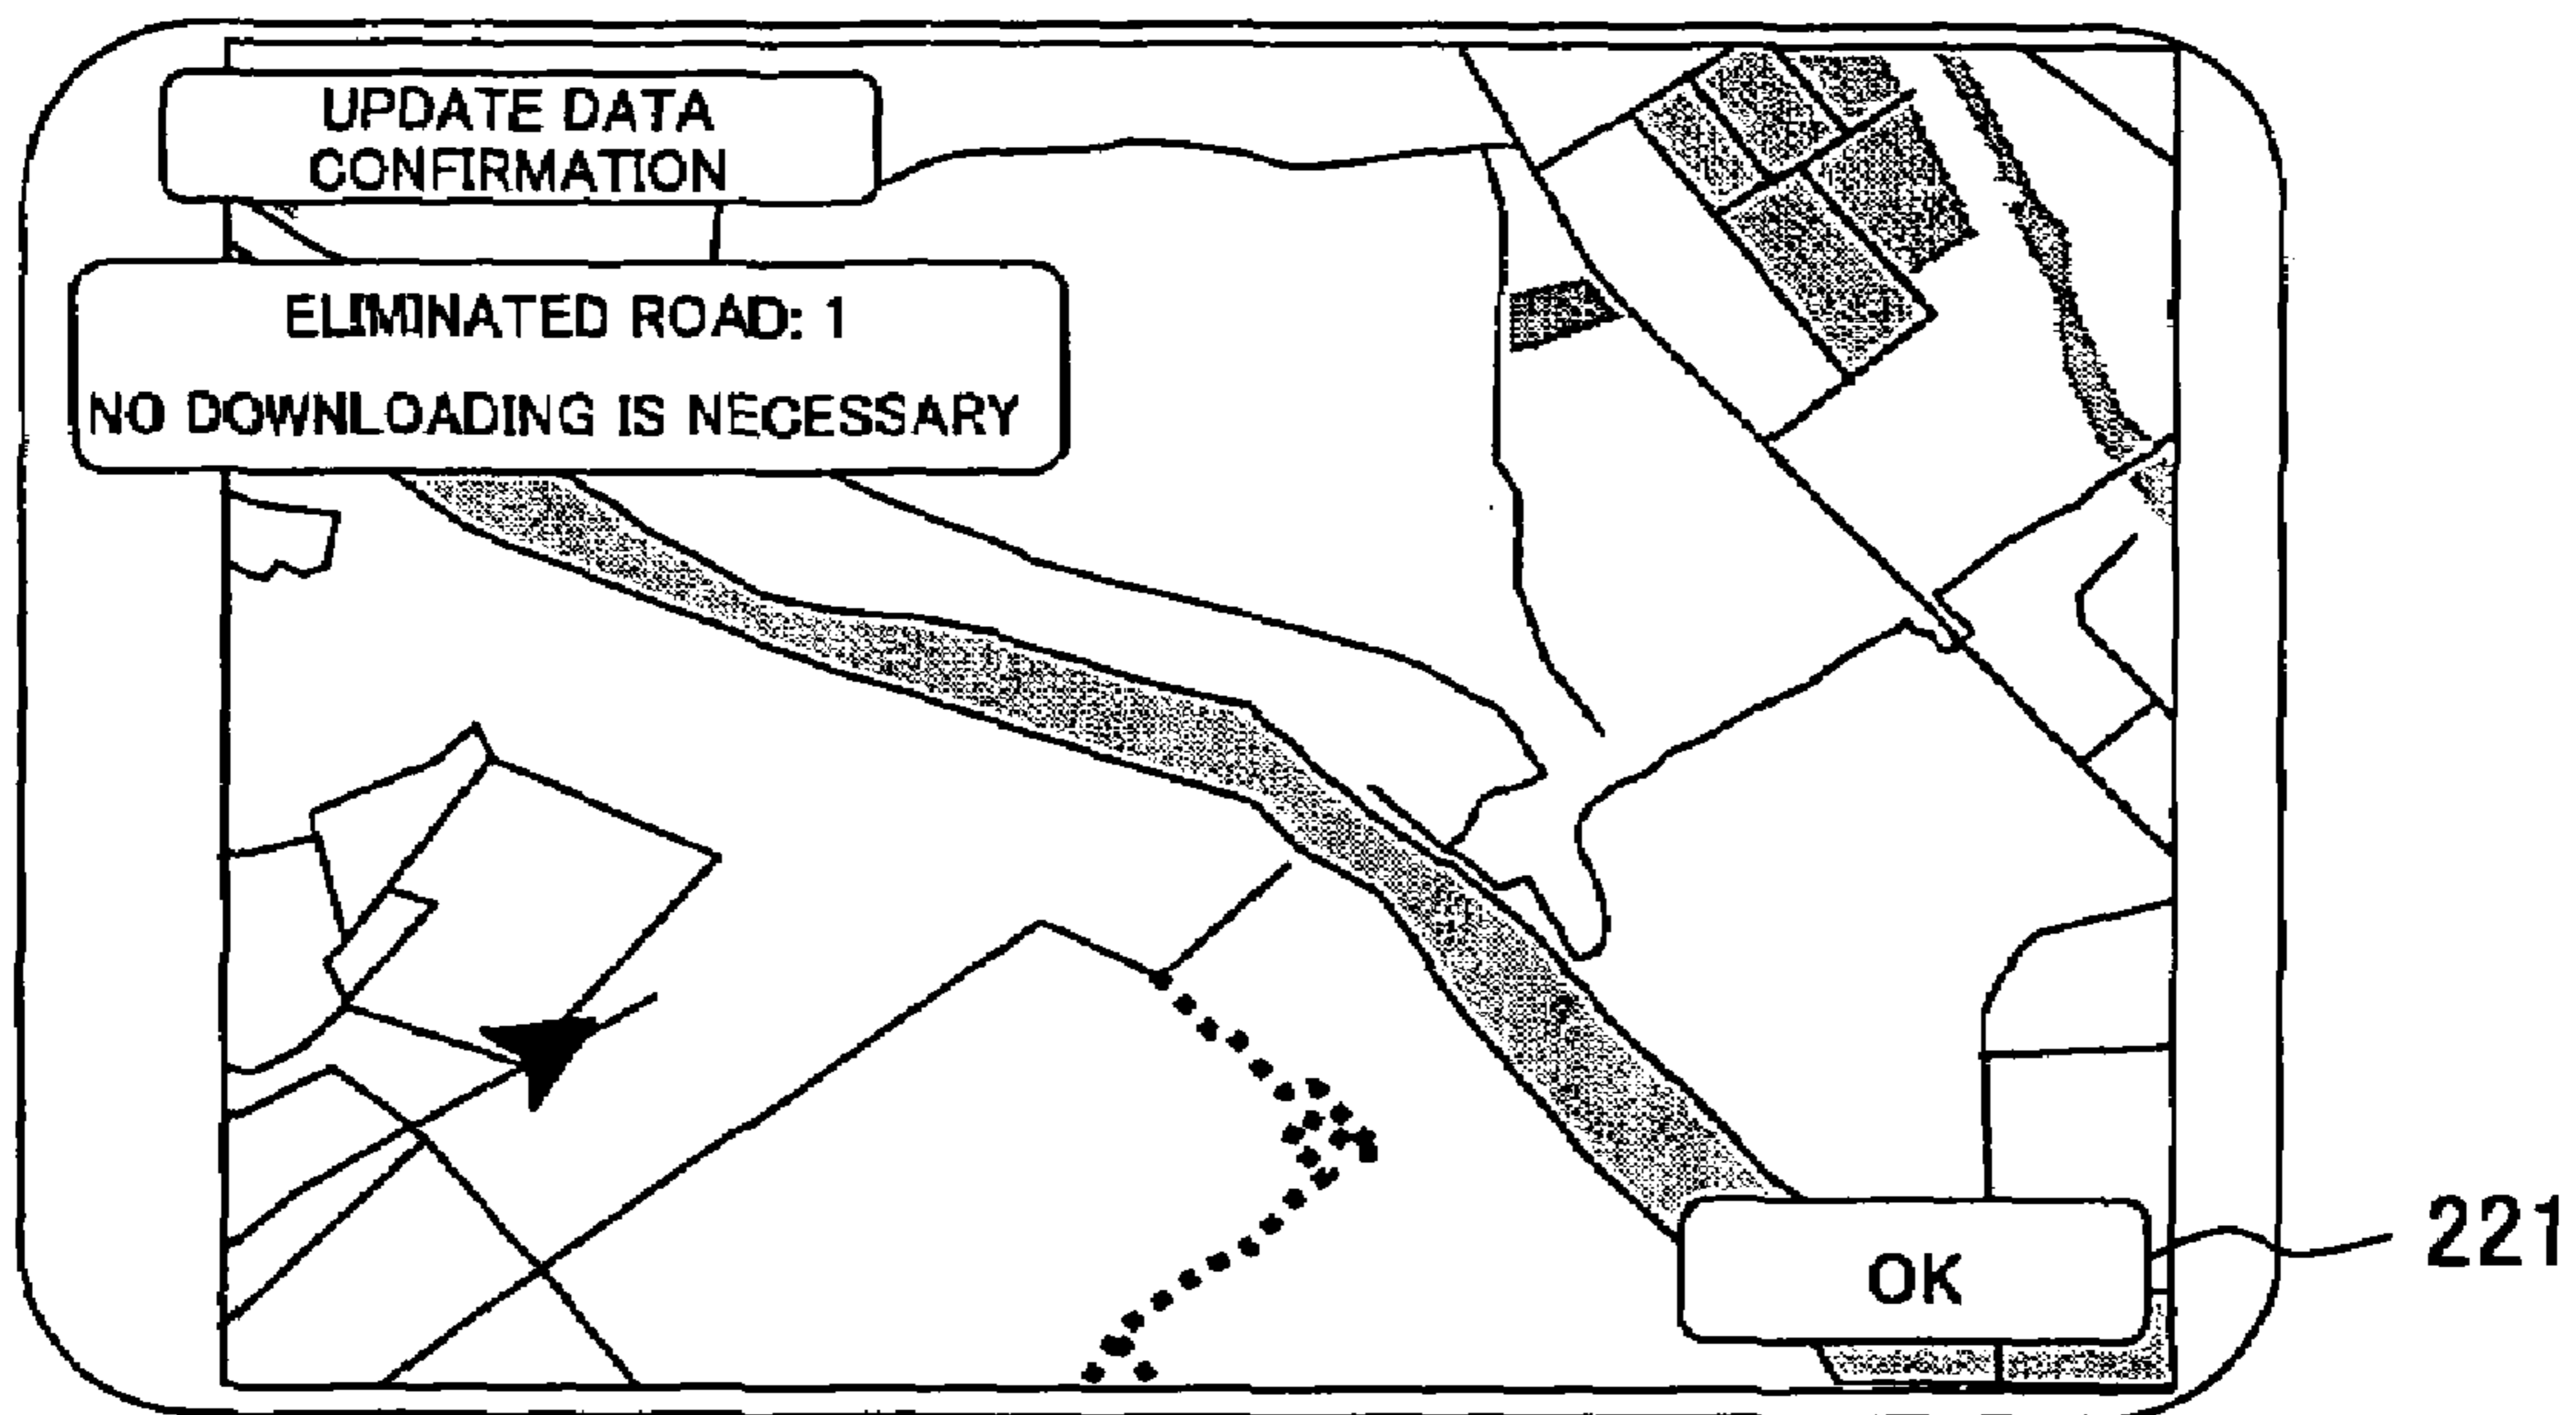 UPDATE DATA
CONFIRMATION
ELIMINATED ROAD: 1
NO DOWNLOADING IS NECESSARY
OK
221